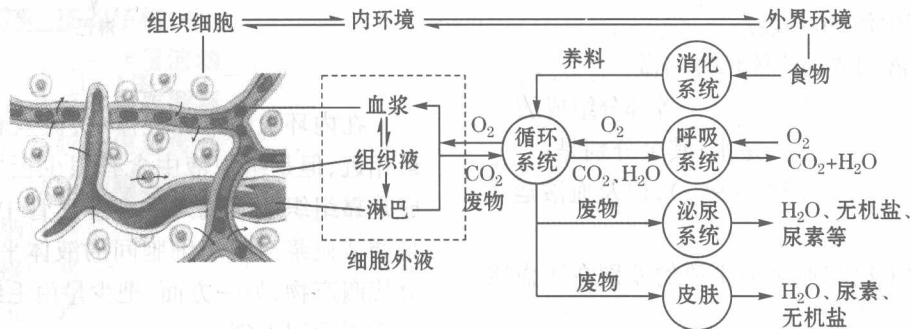 组织细胞 内环境 外界环境
养料 消化系统 食物
血浆
组织液
淋巴
细胞外液
O₂
CO₂
废物
循环系统
O₂
CO₂、H₂O
呼吸系统
O₂
CO₂+H₂O
废物
泌尿系统
H₂O、无机盐、
尿素等
废物
皮肤
H₂O、尿素、
无机盐